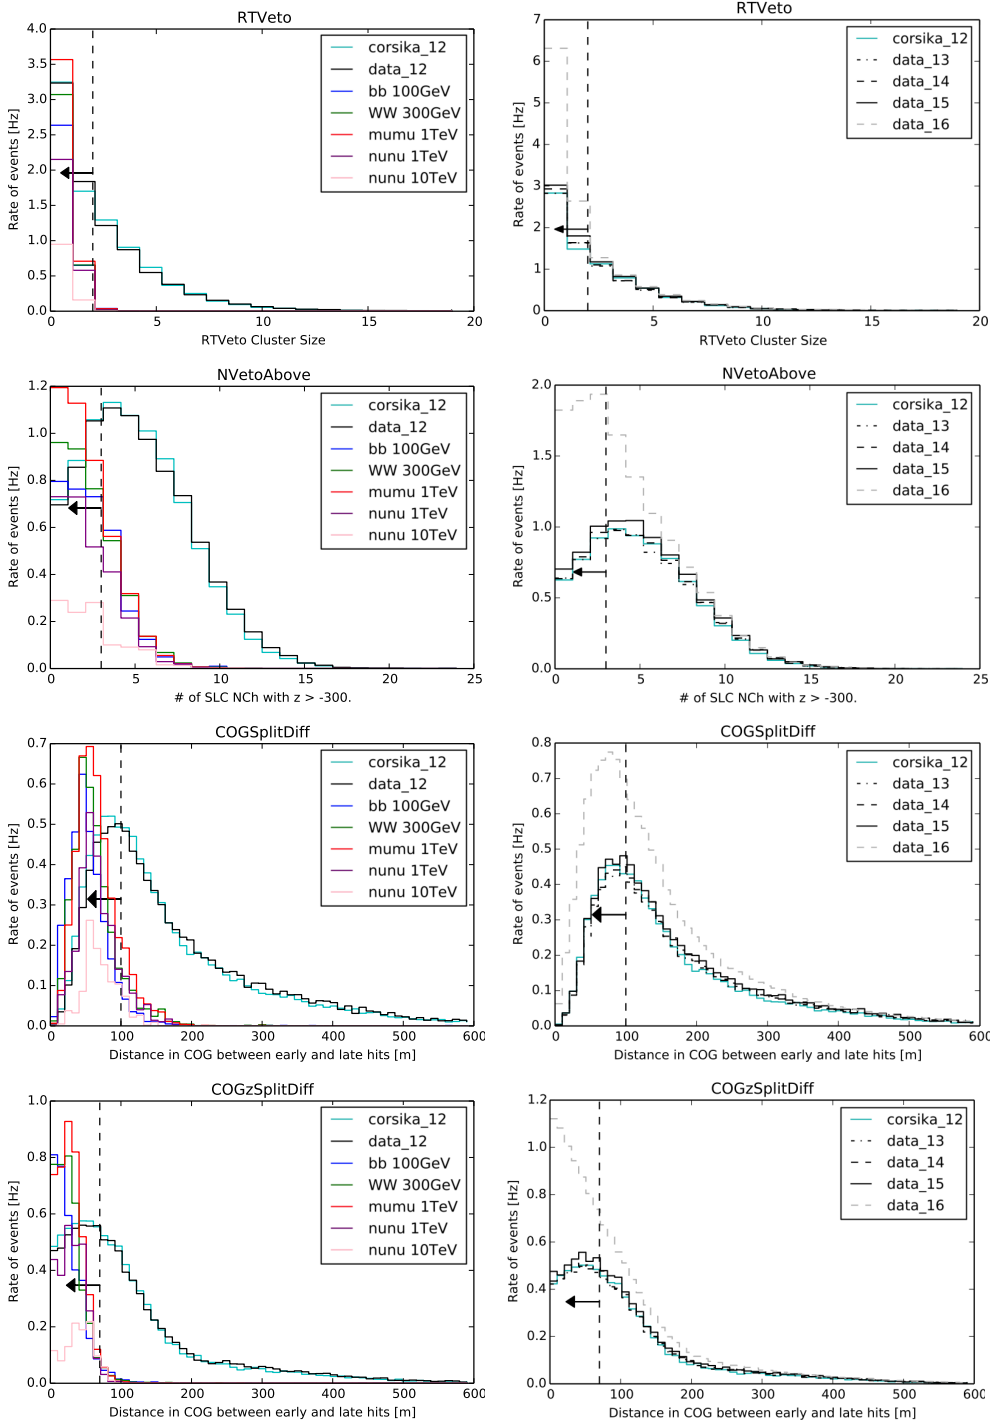 RTVeto
4.0
3.5
3.0
2.5
2.0
1.5
1.0
0.5
0.0
Rate of events [Hz]
0
5
10
15
20
RTVeto Cluster Size
corsika_12
data_12
bb 100GeV
WW 300GeV
mumu 1TeV
nunu 1TeV
nunu 10TeV
RTVeto
7
6
5
4
3
2
1
0
Rate of events [Hz]
0
5
10
15
20
RTVeto Cluster Size
corsika_12
data_13
data_14
data_15
data_16
NVetoAbove
1.2
1.0
0.8
0.6
0.4
0.2
0.0
Rate of events [Hz]
0
5
10
15
20
25
# of SLC NCh with z > -300.
corsika_12
data_12
bb 100GeV
WW 300GeV
mumu 1TeV
nunu 1TeV
nunu 10TeV
NVetoAbove
2.0
1.5
1.0
0.5
0.0
Rate of events [Hz]
0
5
10
15
20
25
# of SLC NCh with z > -300.
corsika_12
data_13
data_14
data_15
data_16
COGSplitDiff
0.7
0.6
0.5
0.4
0.3
0.2
0.1
0.0
Rate of events [Hz]
0
100
200
300
400
500
600
Distance in COG between early and late hits [m]
corsika_12
data_12
bb 100GeV
WW 300GeV
mumu 1TeV
nunu 1TeV
nunu 10TeV
COGSplitDiff
0.8
0.7
0.6
0.5
0.4
0.3
0.2
0.1
0.0
Rate of events [Hz]
0
100
200
300
400
500
600
Distance in COG between early and late hits [m]
corsika_12
data_13
data_14
data_15
data_16
COGzSplitDiff
1.0
0.8
0.6
0.4
0.2
0.0
Rate of events [Hz]
0
100
200
300
400
500
600
Distance in COG between early and late hits [m]
corsika_12
data_12
bb 100GeV
WW 300GeV
mumu 1TeV
nunu 1TeV
nunu 10TeV
COGzSplitDiff
1.2
1.0
0.8
0.6
0.4
0.2
0.0
Rate of events [Hz]
0
100
200
300
400
500
600
Distance in COG between early and late hits [m]
corsika_12
data_13
data_14
data_15
data_16